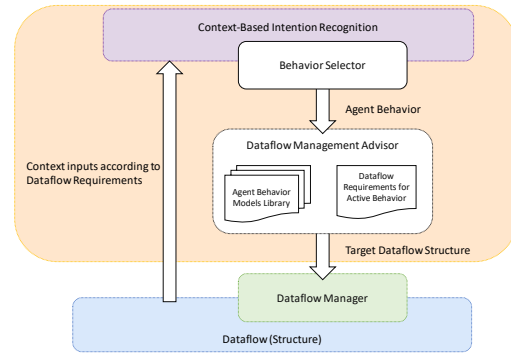 Context-Based Intention Recognition
Behavior Selector
Agent Behavior
Dataflow Management Advisor
Context inputs according to
Dataflow Requirements
Agent Behavior
Models Library
Dataflow
Requirements for
Active Behavior
Target Dataflow Structure
Dataflow Manager
Dataflow (Structure)